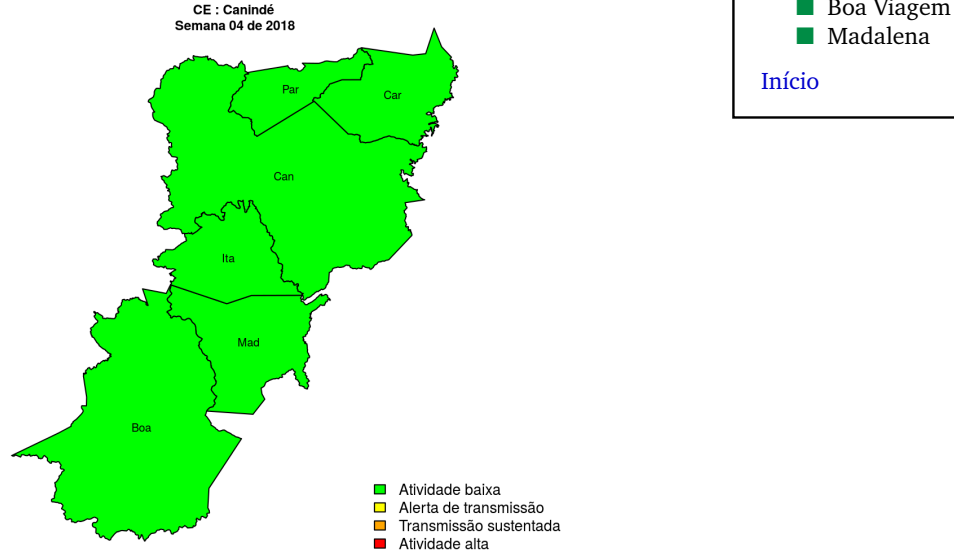 CE : Canindé
Semana 04 de 2018
Par
Car
Can
Ita
Mad
Boa
Atividade baixa
Alerta de transmissão
Transmissão sustentada
Atividade alta
Boa Viagem
Madalena
Início